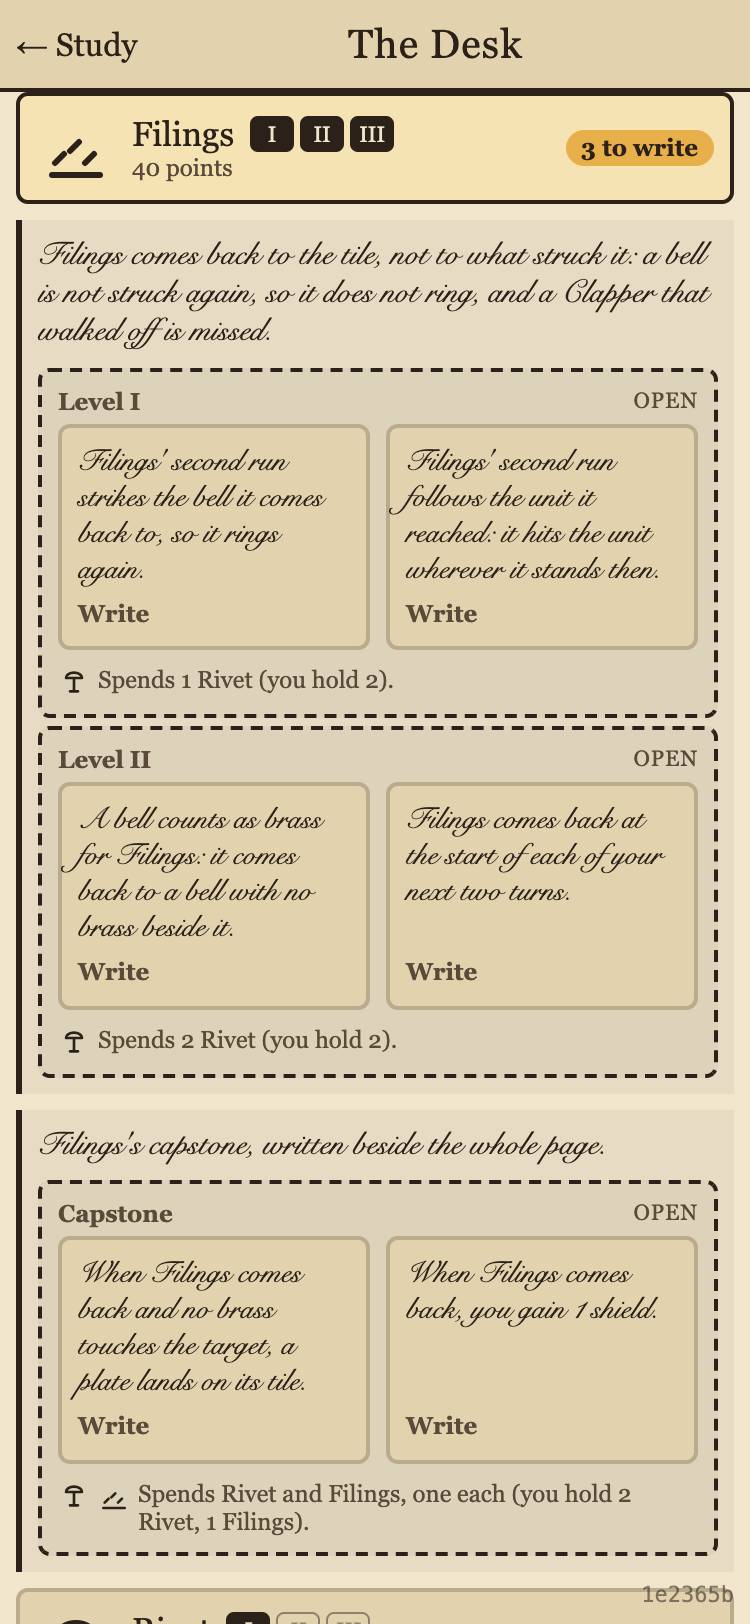 ← Study
The Desk
Filings I II III
40 points
3 to write
Filings comes back to the tile, not to what struck it: a bell
is not struck again, so it does not ring, and a Clapper that
walked off is missed.
Level I
OPEN
Filings' second run
strikes the bell it comes
back to, so it rings
again.
Write
Filings' second run
follows the unit it
reached: it hits the unit
wherever it stands then.
Write
Spends 1 Rivet (you hold 2).
Level II
OPEN
A bell counts as brass
for Filings: it comes
back to a bell with no
brass beside it.
Write
Filings comes back at
the start of each of your
next two turns.
Write
Spends 2 Rivet (you hold 2).
Filings's capstone, written beside the whole page.
Capstone
OPEN
When Filings comes
back and no brass
touches the target, a
plate lands on its tile.
Write
When Filings comes
back, you gain 1 shield.
Write
Spends Rivet and Filings, one each (you hold 2
Rivet, 1 Filings).
1e2365b
Rivet I II III